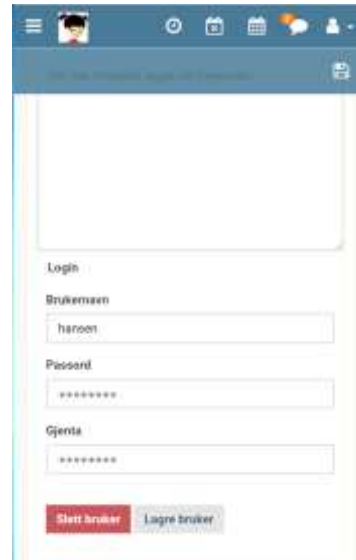 Login
Brukernavn
hansen
Passord
********
Gjenta
********
Slett bruker Lagre bruker